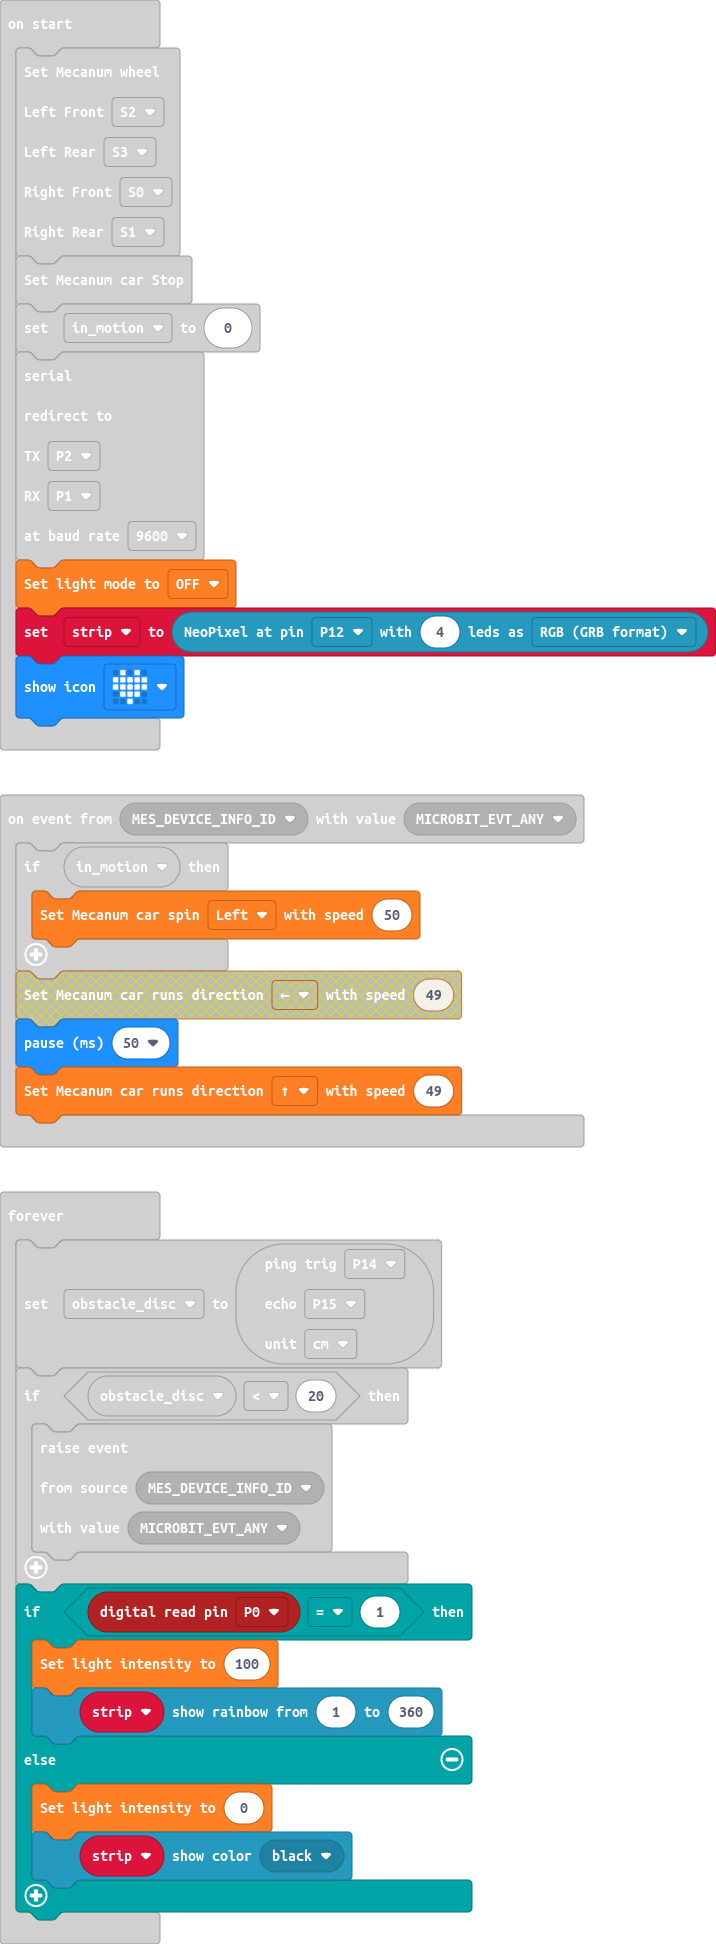 on start
Set Mecanum wheel
Left Front S2
Left Rear S3
Right Front S0
Right Rear S1
Set Mecanum car Stop
set in_motion to 0
serial
redirect to
TX P2
RX P1
at baud rate 9600
Set light mode to OFF
set strip to NeoPixel at pin P12 with 4 leds as RGB (GRB format)
show icon
on event from MES_DEVICE_INFO_ID with value MICROBIT_EVT_ANY
if in_motion then
Set Mecanum car spin Left with speed 50
Set Mecanum car runs direction ← with speed 49
pause (ms) 50
Set Mecanum car runs direction ↑ with speed 49
forever
ping trig P14
set obstacle_disc to echo P15
unit cm
if obstacle_disc < 20 then
raise event
from source MES_DEVICE_INFO_ID
with value MICROBIT_EVT_ANY
if digital read pin P0 = 1 then
Set light intensity to 100
strip show rainbow from 1 to 360
else
Set light intensity to 0
strip show color black